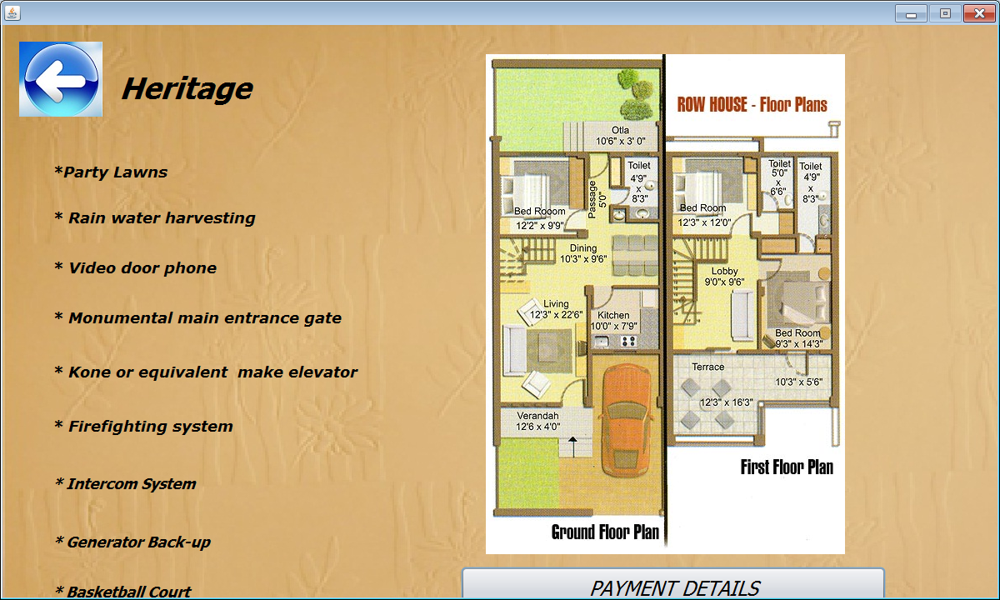 Heritage
*Party Lawns
* Rain water harvesting
* Video door phone
* Monumental main entrance gate
* Kone or equivalent  make elevator
* Firefighting system
* Intercom System
* Generator Back-up
* Basketball Court
ROW HOUSE - Floor Plans
Otla
10'6" x 3' 0"
Bed Rooom
12'2" x 9'9"
Passage
5'0"
Toilet
4'9"
x
8'3"
Dining
10'3" x 9'6"
Living
12'3" x 22'6"
Kitchen
10'0" x 7'9"
Verandah
12'6 x 4'0"
Ground Floor Plan
Bed Room
12'3" x 12'0"
Toilet
5'0"
x
6'6"
Toilet
4'9"
x
8'3"
Lobby
9'0"x 9'6"
Bed Room
9'3" x 14'3"
Terrace
10'3" x 5'6"
12'3" x 16'3"
First Floor Plan
PAYMENT DETAILS